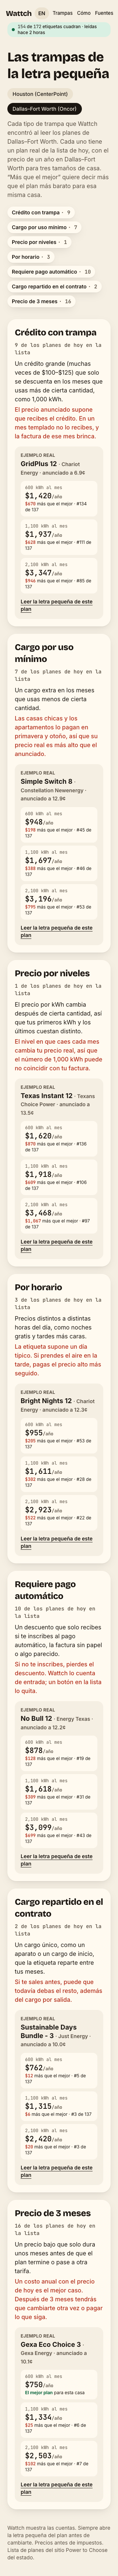 Wattch EN Trampas Cómo Fuentes
154 de 172 etiquetas cuadran · leídas
hace 2 horas
Las trampas de
la letra pequeña
Houston (CenterPoint)
Dallas–Fort Worth (Oncor)
Cada tipo de trampa que Wattch
encontró al leer los planes de
Dallas–Fort Worth. Cada uno tiene
un plan real de la lista de hoy, con el
precio de un año en Dallas–Fort
Worth para tres tamaños de casa.
"Más que el mejor" quiere decir más
que el plan más barato para esa
misma casa.
Crédito con trampa · 9
Cargo por uso mínimo · 7
Precio por niveles · 1
Por horario · 3
Requiere pago automático · 10
Cargo repartido en el contrato · 2
Precio de 3 meses · 16
Crédito con trampa
9 de los planes de hoy en la
lista
Un crédito grande (muchas
veces de $100–$125) que solo
se descuenta en los meses que
usas más de cierta cantidad,
como 1,000 kWh.
El precio anunciado supone
que recibes el crédito. En un
mes templado no lo recibes, y
la factura de ese mes brinca.
EJEMPLO REAL
GridPlus 12 · Chariot
Energy · anunciado a 6.9¢
600 kWh al mes
$1,420/año
$670 más que el mejor · #134
de 137
1,100 kWh al mes
$1,937/año
$628 más que el mejor · #111 de
137
2,100 kWh al mes
$3,347/año
$946 más que el mejor · #85 de
137
Leer la letra pequeña de este
plan
Cargo por uso
mínimo
7 de los planes de hoy en la
lista
Un cargo extra en los meses
que usas menos de cierta
cantidad.
Las casas chicas y los
apartamentos lo pagan en
primavera y otoño, así que su
precio real es más alto que el
anunciado.
EJEMPLO REAL
Simple Switch 8 ·
Constellation Newenergy ·
anunciado a 12.9¢
600 kWh al mes
$948/año
$198 más que el mejor · #45 de
137
1,100 kWh al mes
$1,697/año
$388 más que el mejor · #46 de
137
2,100 kWh al mes
$3,196/año
$795 más que el mejor · #53 de
137
Leer la letra pequeña de este
plan
Precio por niveles
1 de los planes de hoy en la
lista
El precio por kWh cambia
después de cierta cantidad, así
que tus primeros kWh y los
últimos cuestan distinto.
El nivel en que caes cada mes
cambia tu precio real, así que
el número de 1,000 kWh puede
no coincidir con tu factura.
EJEMPLO REAL
Texas Instant 12 · Texans
Choice Power · anunciado a
13.5¢
600 kWh al mes
$1,620/año
$870 más que el mejor · #136
de 137
1,100 kWh al mes
$1,918/año
$609 más que el mejor · #106
de 137
2,100 kWh al mes
$3,468/año
$1,067 más que el mejor · #97
de 137
Leer la letra pequeña de este
plan
Por horario
3 de los planes de hoy en la
lista
Precios distintos a distintas
horas del día, como noches
gratis y tardes más caras.
La etiqueta supone un día
típico. Si prendes el aire en la
tarde, pagas el precio alto más
seguido.
EJEMPLO REAL
Bright Nights 12 · Chariot
Energy · anunciado a 12.3¢
600 kWh al mes
$955/año
$205 más que el mejor · #53 de
137
1,100 kWh al mes
$1,611/año
$302 más que el mejor · #28 de
137
2,100 kWh al mes
$2,923/año
$522 más que el mejor · #22 de
137
Leer la letra pequeña de este
plan
Requiere pago
automático
10 de los planes de hoy en
la lista
Un descuento que solo recibes
si te inscribes al pago
automático, la factura sin papel
o algo parecido.
Si no te inscribes, pierdes el
descuento. Wattch lo cuenta
de entrada; un botón en la lista
lo quita.
EJEMPLO REAL
No Bull 12 · Energy Texas ·
anunciado a 12.2¢
600 kWh al mes
$878/año
$128 más que el mejor · #19 de
137
1,100 kWh al mes
$1,618/año
$309 más que el mejor · #31 de
137
2,100 kWh al mes
$3,099/año
$699 más que el mejor · #43 de
137
Leer la letra pequeña de este
plan
Cargo repartido en el
contrato
2 de los planes de hoy en la
lista
Un cargo único, como un
aparato o un cargo de inicio,
que la etiqueta reparte entre
tus meses.
Si te sales antes, puede que
todavía debas el resto, además
del cargo por salida.
EJEMPLO REAL
Sustainable Days
Bundle - 3 · Just Energy ·
anunciado a 10.0¢
600 kWh al mes
$762/año
$12 más que el mejor · #5 de
137
1,100 kWh al mes
$1,315/año
$6 más que el mejor · #3 de 137
2,100 kWh al mes
$2,420/año
$20 más que el mejor · #3 de
137
Leer la letra pequeña de este
plan
Precio de 3 meses
16 de los planes de hoy en la
lista
Un precio bajo que solo dura
unos meses antes de que el
plan termine o pase a otra
tarifa.
Un costo anual con el precio
de hoy es el mejor caso.
Después de 3 meses tendrás
que cambiarte otra vez o pagar
lo que siga.
EJEMPLO REAL
Gexa Eco Choice 3 ·
Gexa Energy · anunciado a
10.1¢
600 kWh al mes
$750/año
El mejor plan para esta casa
1,100 kWh al mes
$1,334/año
$25 más que el mejor · #6 de
137
2,100 kWh al mes
$2,503/año
$102 más que el mejor · #7 de
137
Leer la letra pequeña de este
plan
Wattch muestra las cuentas. Siempre abre
la letra pequeña del plan antes de
contratar. Precios antes de impuestos.
Lista de planes del sitio Power to Choose
del estado.